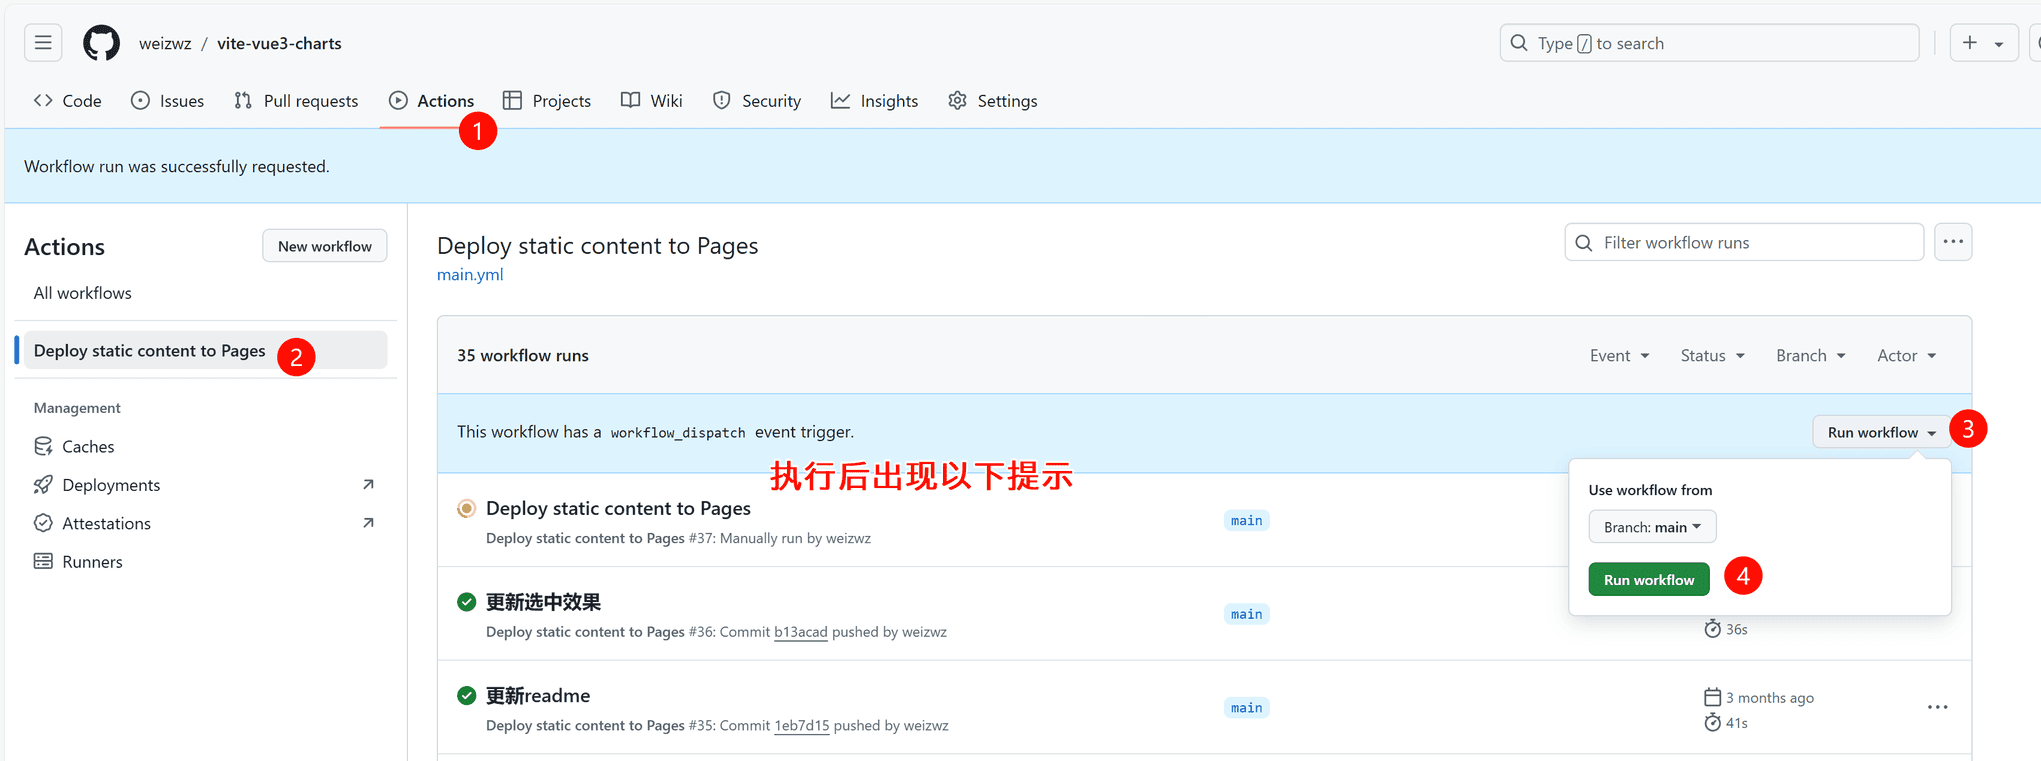 weizwz / vite-vue3-charts
Type / to search
Code Issues Pull requests Actions Projects Wiki Security Insights Settings
1
Workflow run was successfully requested.
Actions
New workflow
All workflows
Deploy static content to Pages
2
Management
Caches
Deployments
Attestations
Runners
Deploy static content to Pages
main.yml
Filter workflow runs
35 workflow runs
Event Status Branch Actor
This workflow has a workflow_dispatch event trigger.
Run workflow
3
执行后出现以下提示
Use workflow from
Branch: main
Run workflow
4
Deploy static content to Pages
Deploy static content to Pages #37: Manually run by weizwz
main
更新选中效果
Deploy static content to Pages #36: Commit b13acad pushed by weizwz
main
36s
更新readme
Deploy static content to Pages #35: Commit 1eb7d15 pushed by weizwz
main
3 months ago
41s